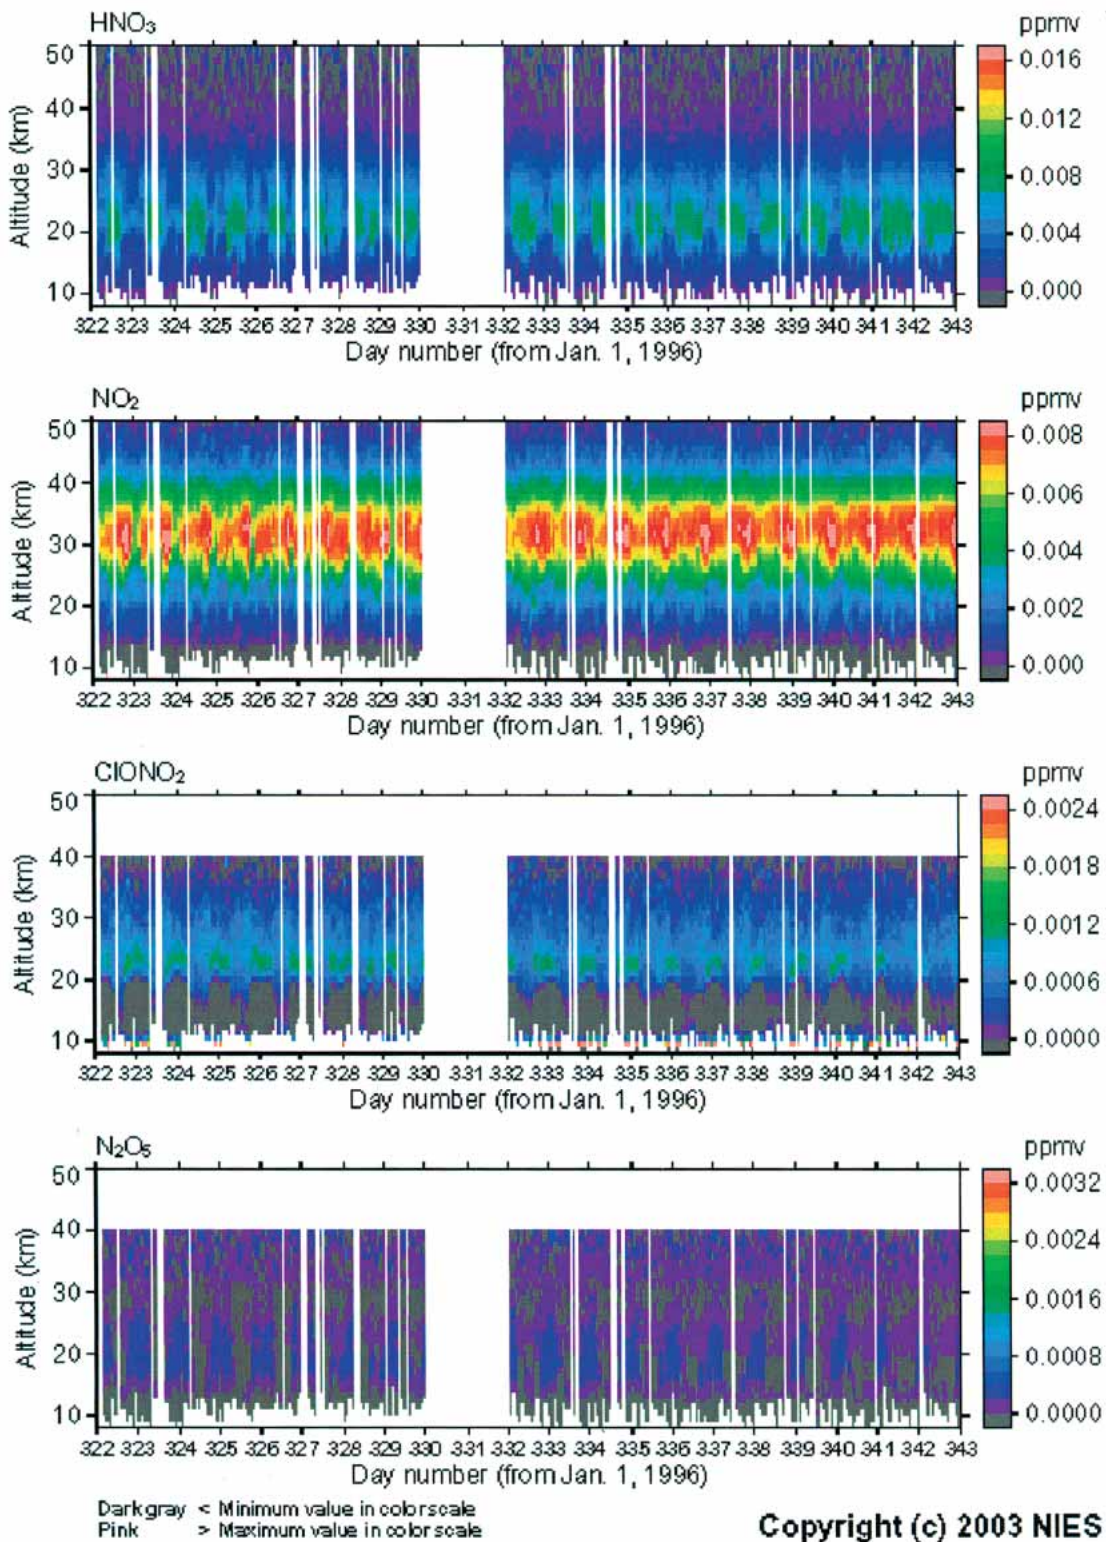 HNO₃ ppmv
50 0.016
40 0.012
30 0.008
20 0.004
10 0.000
Altitude (km)
322 323 324 325 326 327 328 329 330 331 332 333 334 335 336 337 338 339 340 341 342 343
Day number (from Jan. 1, 1996)
NO₂ ppmv
50 0.008
40 0.006
30 0.004
20 0.002
10 0.000
Altitude (km)
322 323 324 325 326 327 328 329 330 331 332 333 334 335 336 337 338 339 340 341 342 343
Day number (from Jan. 1, 1996)
ClONO₂ ppmv
50 0.0024
40 0.0018
30 0.0012
20 0.0006
10 0.0000
Altitude (km)
322 323 324 325 326 327 328 329 330 331 332 333 334 335 336 337 338 339 340 341 342 343
Day number (from Jan. 1, 1996)
N₂O₅ ppmv
50 0.0032
40 0.0024
30 0.0016
20 0.0008
10 0.0000
Altitude (km)
322 323 324 325 326 327 328 329 330 331 332 333 334 335 336 337 338 339 340 341 342 343
Day number (from Jan. 1, 1996)
Darkgray < Minimum value in colorscale
Pink > Maximum value in colorscale
Copyright (c) 2003 NIES